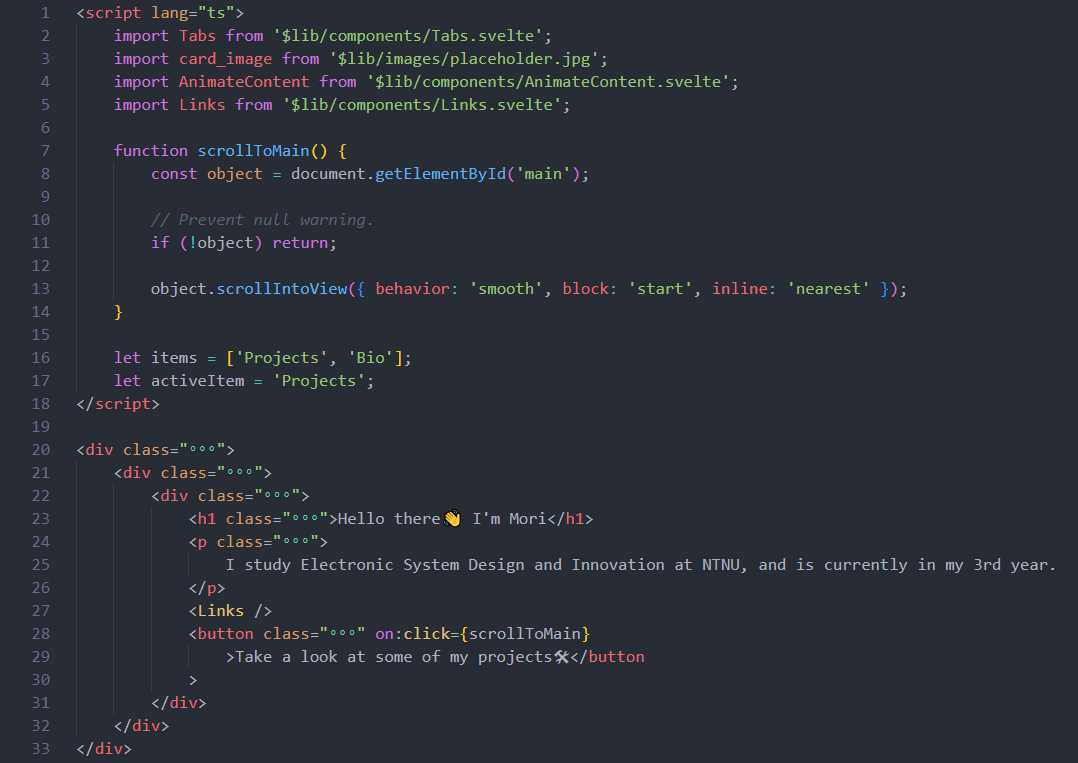 1 <script lang="ts">
2 import Tabs from '$lib/components/Tabs.svelte';
3 import card_image from '$lib/images/placeholder.jpg';
4 import AnimateContent from '$lib/components/AnimateContent.svelte';
5 import Links from '$lib/components/Links.svelte';
6
7 function scrollToMain() {
8 const object = document.getElementById('main');
9
10 // Prevent null warning.
11 if (!object) return;
12
13 object.scrollIntoView({ behavior: 'smooth', block: 'start', inline: 'nearest' });
14 }
15
16 let items = ['Projects', 'Bio'];
17 let activeItem = 'Projects';
18 </script>
19
20 <div class="∘∘∘">
21 <div class="∘∘∘">
22 <div class="∘∘∘">
23 <h1 class="∘∘∘">Hello there👋 I'm Mori</h1>
24 <p class="∘∘∘">
25 I study Electronic System Design and Innovation at NTNU, and is currently in my 3rd year.
26 </p>
27 <Links />
28 <button class="∘∘∘" on:click={scrollToMain}
29 >Take a look at some of my projects🛠</button
30 >
31 </div>
32 </div>
33 </div>